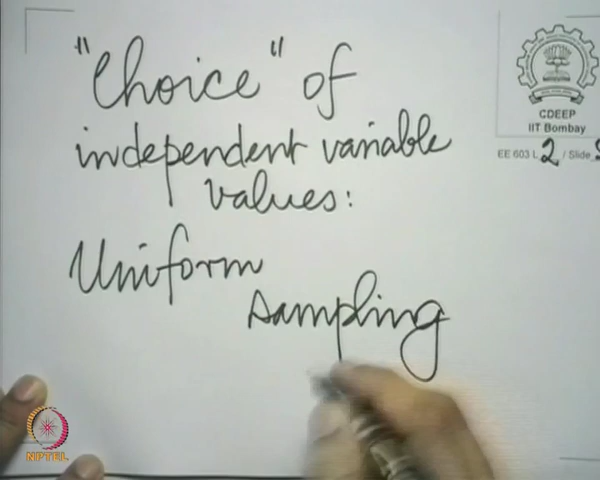 "Choice" of
independent variable
values:
Uniform
sampling
CDEEP
IIT Bombay
EE 603 L 2 / Slide
NPTEL